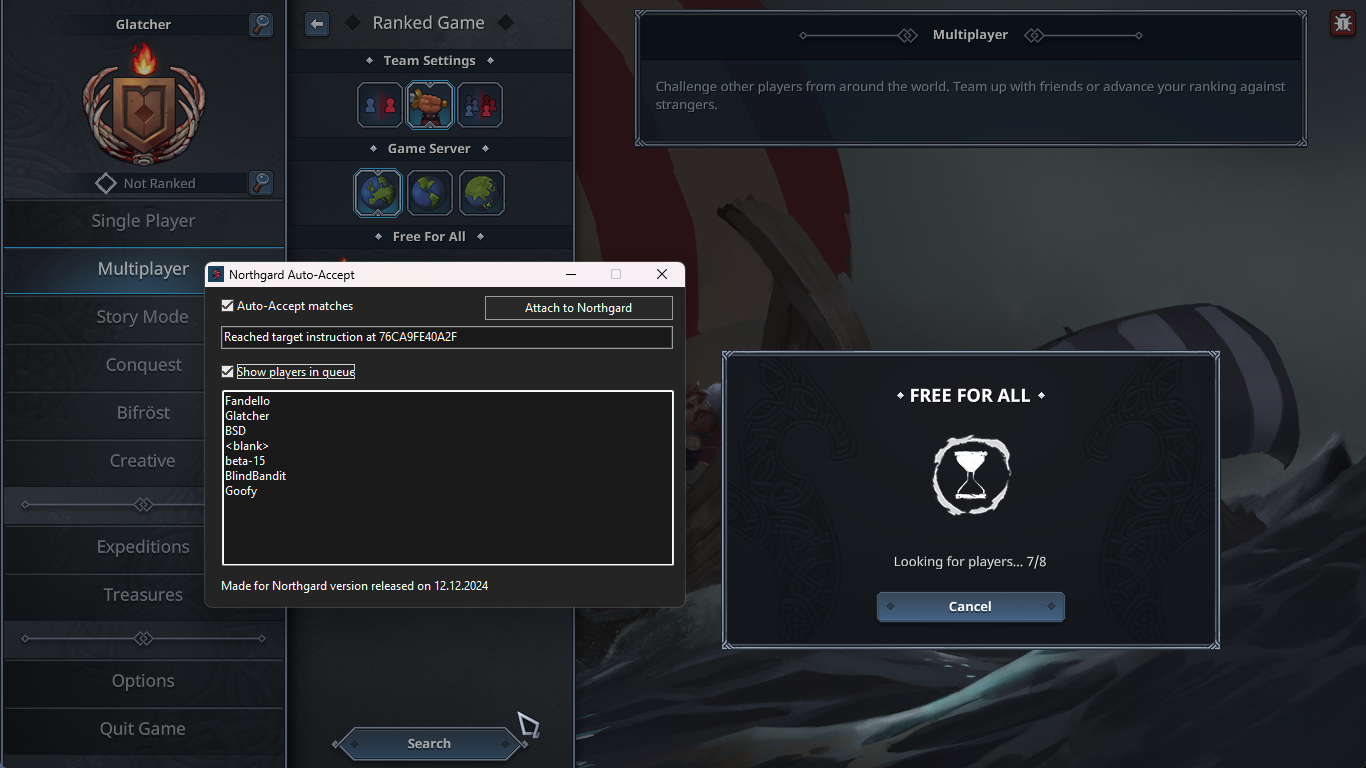 Glatcher
Not Ranked
Single Player
Multiplayer
Story Mode
Conquest
Bifröst
Creative
Expeditions
Treasures
Options
Quit Game
Ranked Game
Team Settings
Game Server
Free For All
Search
Northgard Auto-Accept
Auto-Accept matches
Attach to Northgard
Reached target instruction at 76CA9FE40A2F
Show players in queue
Fandello
Glatcher
BSD
<blank>
beta-15
BlindBandit
Goofy
Made for Northgard version released on 12.12.2024
Multiplayer
Challenge other players from around the world. Team up with friends or advance your ranking against
strangers.
FREE FOR ALL
Looking for players... 7/8
Cancel